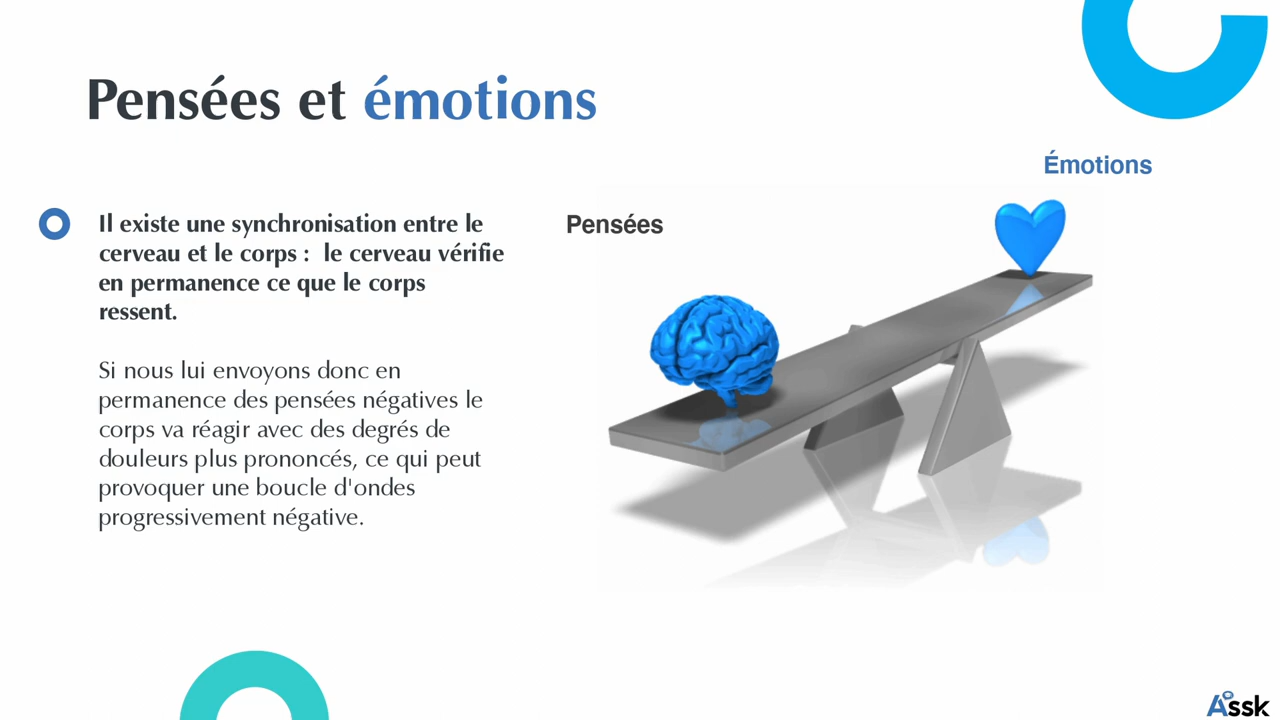 Pensées et émotions
Émotions
Pensées
Il existe une synchronisation entre le
cerveau et le corps :  le cerveau vérifie
en permanence ce que le corps
ressent.
Si nous lui envoyons donc en
permanence des pensées négatives le
corps va réagir avec des degrés de
douleurs plus prononcés, ce qui peut
provoquer une boucle d'ondes
progressivement négative.
Assk